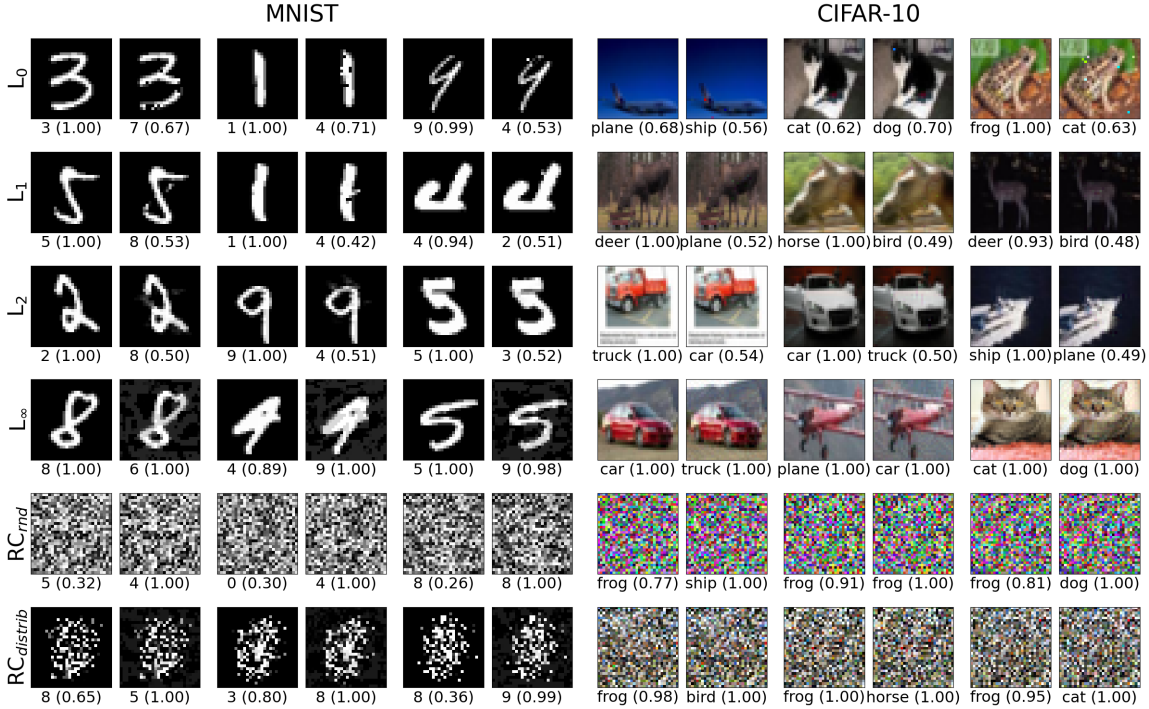 MNIST CIFAR-10
L0
3 (1.00) 7 (0.67) 1 (1.00) 4 (0.71) 9 (0.99) 4 (0.53) plane (0.68) ship (0.56) cat (0.62) dog (0.70) frog (1.00) cat (0.63)
L1
5 (1.00) 8 (0.53) 1 (1.00) 4 (0.42) 4 (0.94) 2 (0.51) deer (1.00) plane (0.52) horse (1.00) bird (0.49) deer (0.93) bird (0.48)
L2
2 (1.00) 8 (0.50) 9 (1.00) 4 (0.51) 5 (1.00) 3 (0.52) truck (1.00) car (0.54) car (1.00) truck (0.50) ship (1.00) plane (0.49)
L∞
8 (1.00) 6 (1.00) 4 (0.89) 9 (1.00) 5 (1.00) 9 (0.98) car (1.00) truck (1.00) plane (1.00) car (1.00) cat (1.00) dog (1.00)
RCrnd
5 (0.32) 4 (1.00) 0 (0.30) 4 (1.00) 8 (0.26) 8 (1.00) frog (0.77) ship (1.00) frog (0.91) frog (1.00) frog (0.81) dog (1.00)
RCdistrib
8 (0.65) 5 (1.00) 3 (0.80) 8 (1.00) 8 (0.36) 9 (0.99) frog (0.98) bird (1.00) frog (1.00) horse (1.00) frog (0.95) cat (1.00)